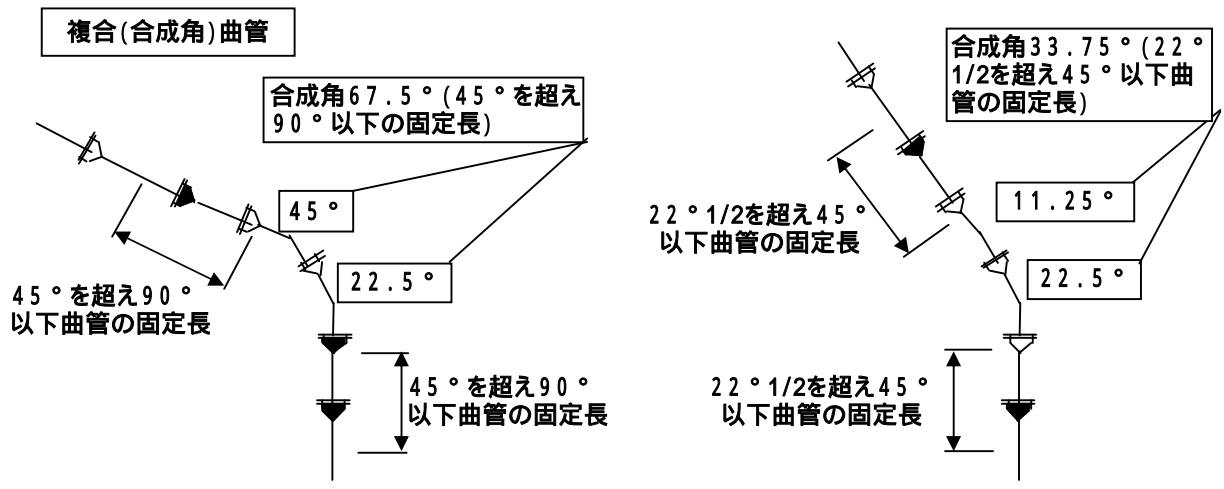 複合(合成角)曲管
合成角67.5°(45°を超え
90°以下の固定長)
45°
22.5°
45°を超え90°
以下曲管の固定長
45°を超え90°
以下曲管の固定長
合成角33.75°(22°
1/2を超え45°以下曲
管の固定長)
11.25°
22°1/2を超え45°
以下曲管の固定長
22.5°
22°1/2を超え45°
以下曲管の固定長